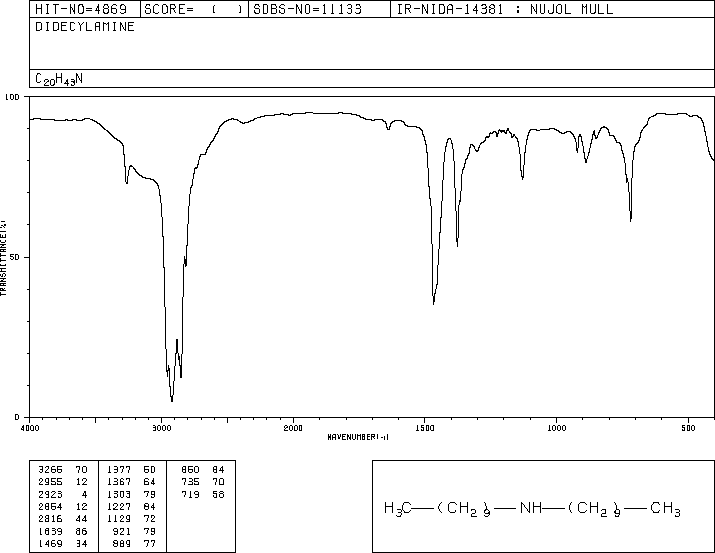 HIT-NO=4869 SCORE= ( ) SDBS-NO=11133 IR-NIDA-14381 : NUJOL MULL
DIDECYLAMINE
C20H43N
100
50
0
TRANSMITTANCE(%)
4000 3000 2000 1500 1000 500
WAVENUMBER(-1)
3266 70 1377 50 850 84
2955 12 1367 64 735 70
2923 4 1303 79 719 58
2854 12 1227 84
2816 44 1129 72
1639 86 921 79
1469 34 889 77
H3C—(CH2)9—NH—(CH2)9—CH3